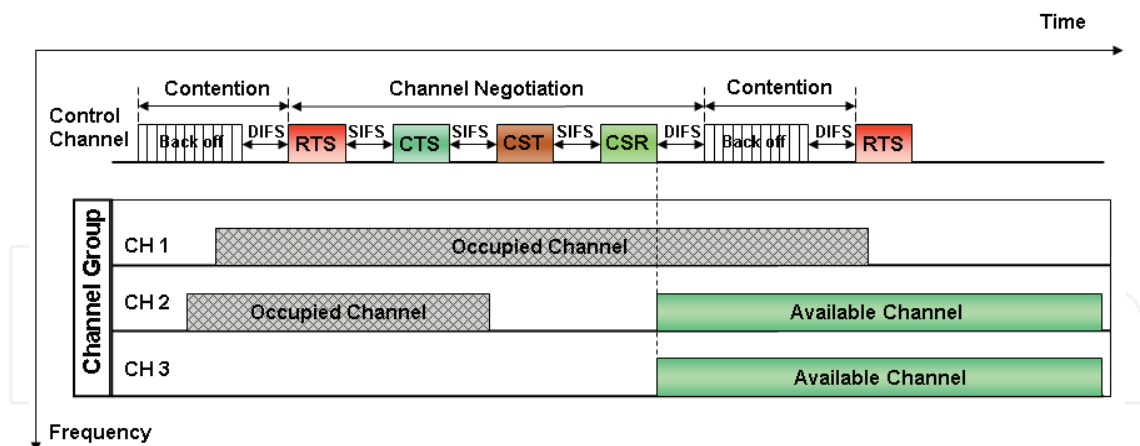 Time
Contention
Channel Negotiation
Contention
Control
Channel
Back off
DIFS
RTS
SIFS
CTS
SIFS
CST
SIFS
CSR
DIFS
Back off
DIFS
RTS
Channel Group
CH 1
Occupied Channel
CH 2
Occupied Channel
Available Channel
CH 3
Available Channel
Frequency